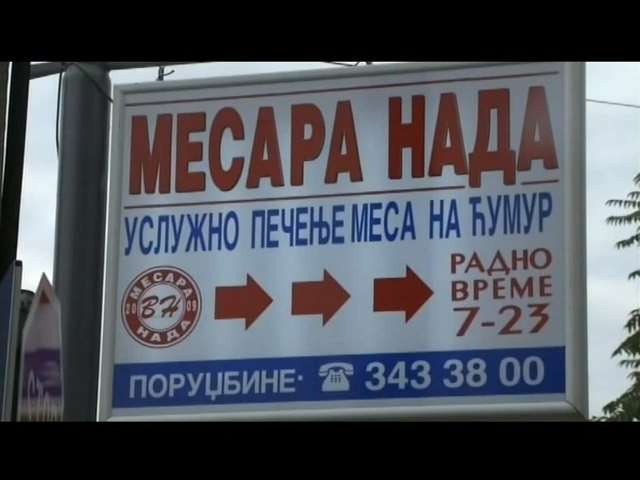 МЕСАРА НАДА
УСЛУЖНО ПЕЧЕЊЕ МЕСА НА ЋУМУР
МЕСАРА
20 ВН 09
НАДА
РАДНО
ВРЕМЕ
7-23
ПОРУЏБИНЕ· 343 38 00